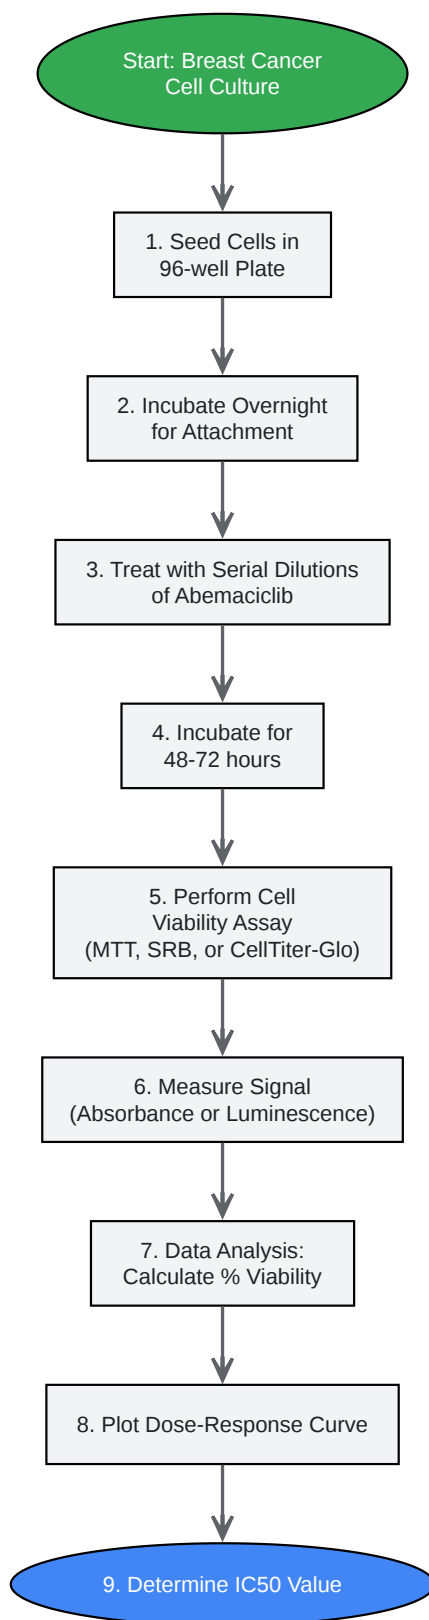 Start: Breast Cancer
Cell Culture
1. Seed Cells in
96-well Plate
2. Incubate Overnight
for Attachment
3. Treat with Serial Dilutions
of Abemaciclib
4. Incubate for
48-72 hours
5. Perform Cell
Viability Assay
(MTT, SRB, or CellTiter-Glo)
6. Measure Signal
(Absorbance or Luminescence)
7. Data Analysis:
Calculate % Viability
8. Plot Dose-Response Curve
9. Determine IC50 Value